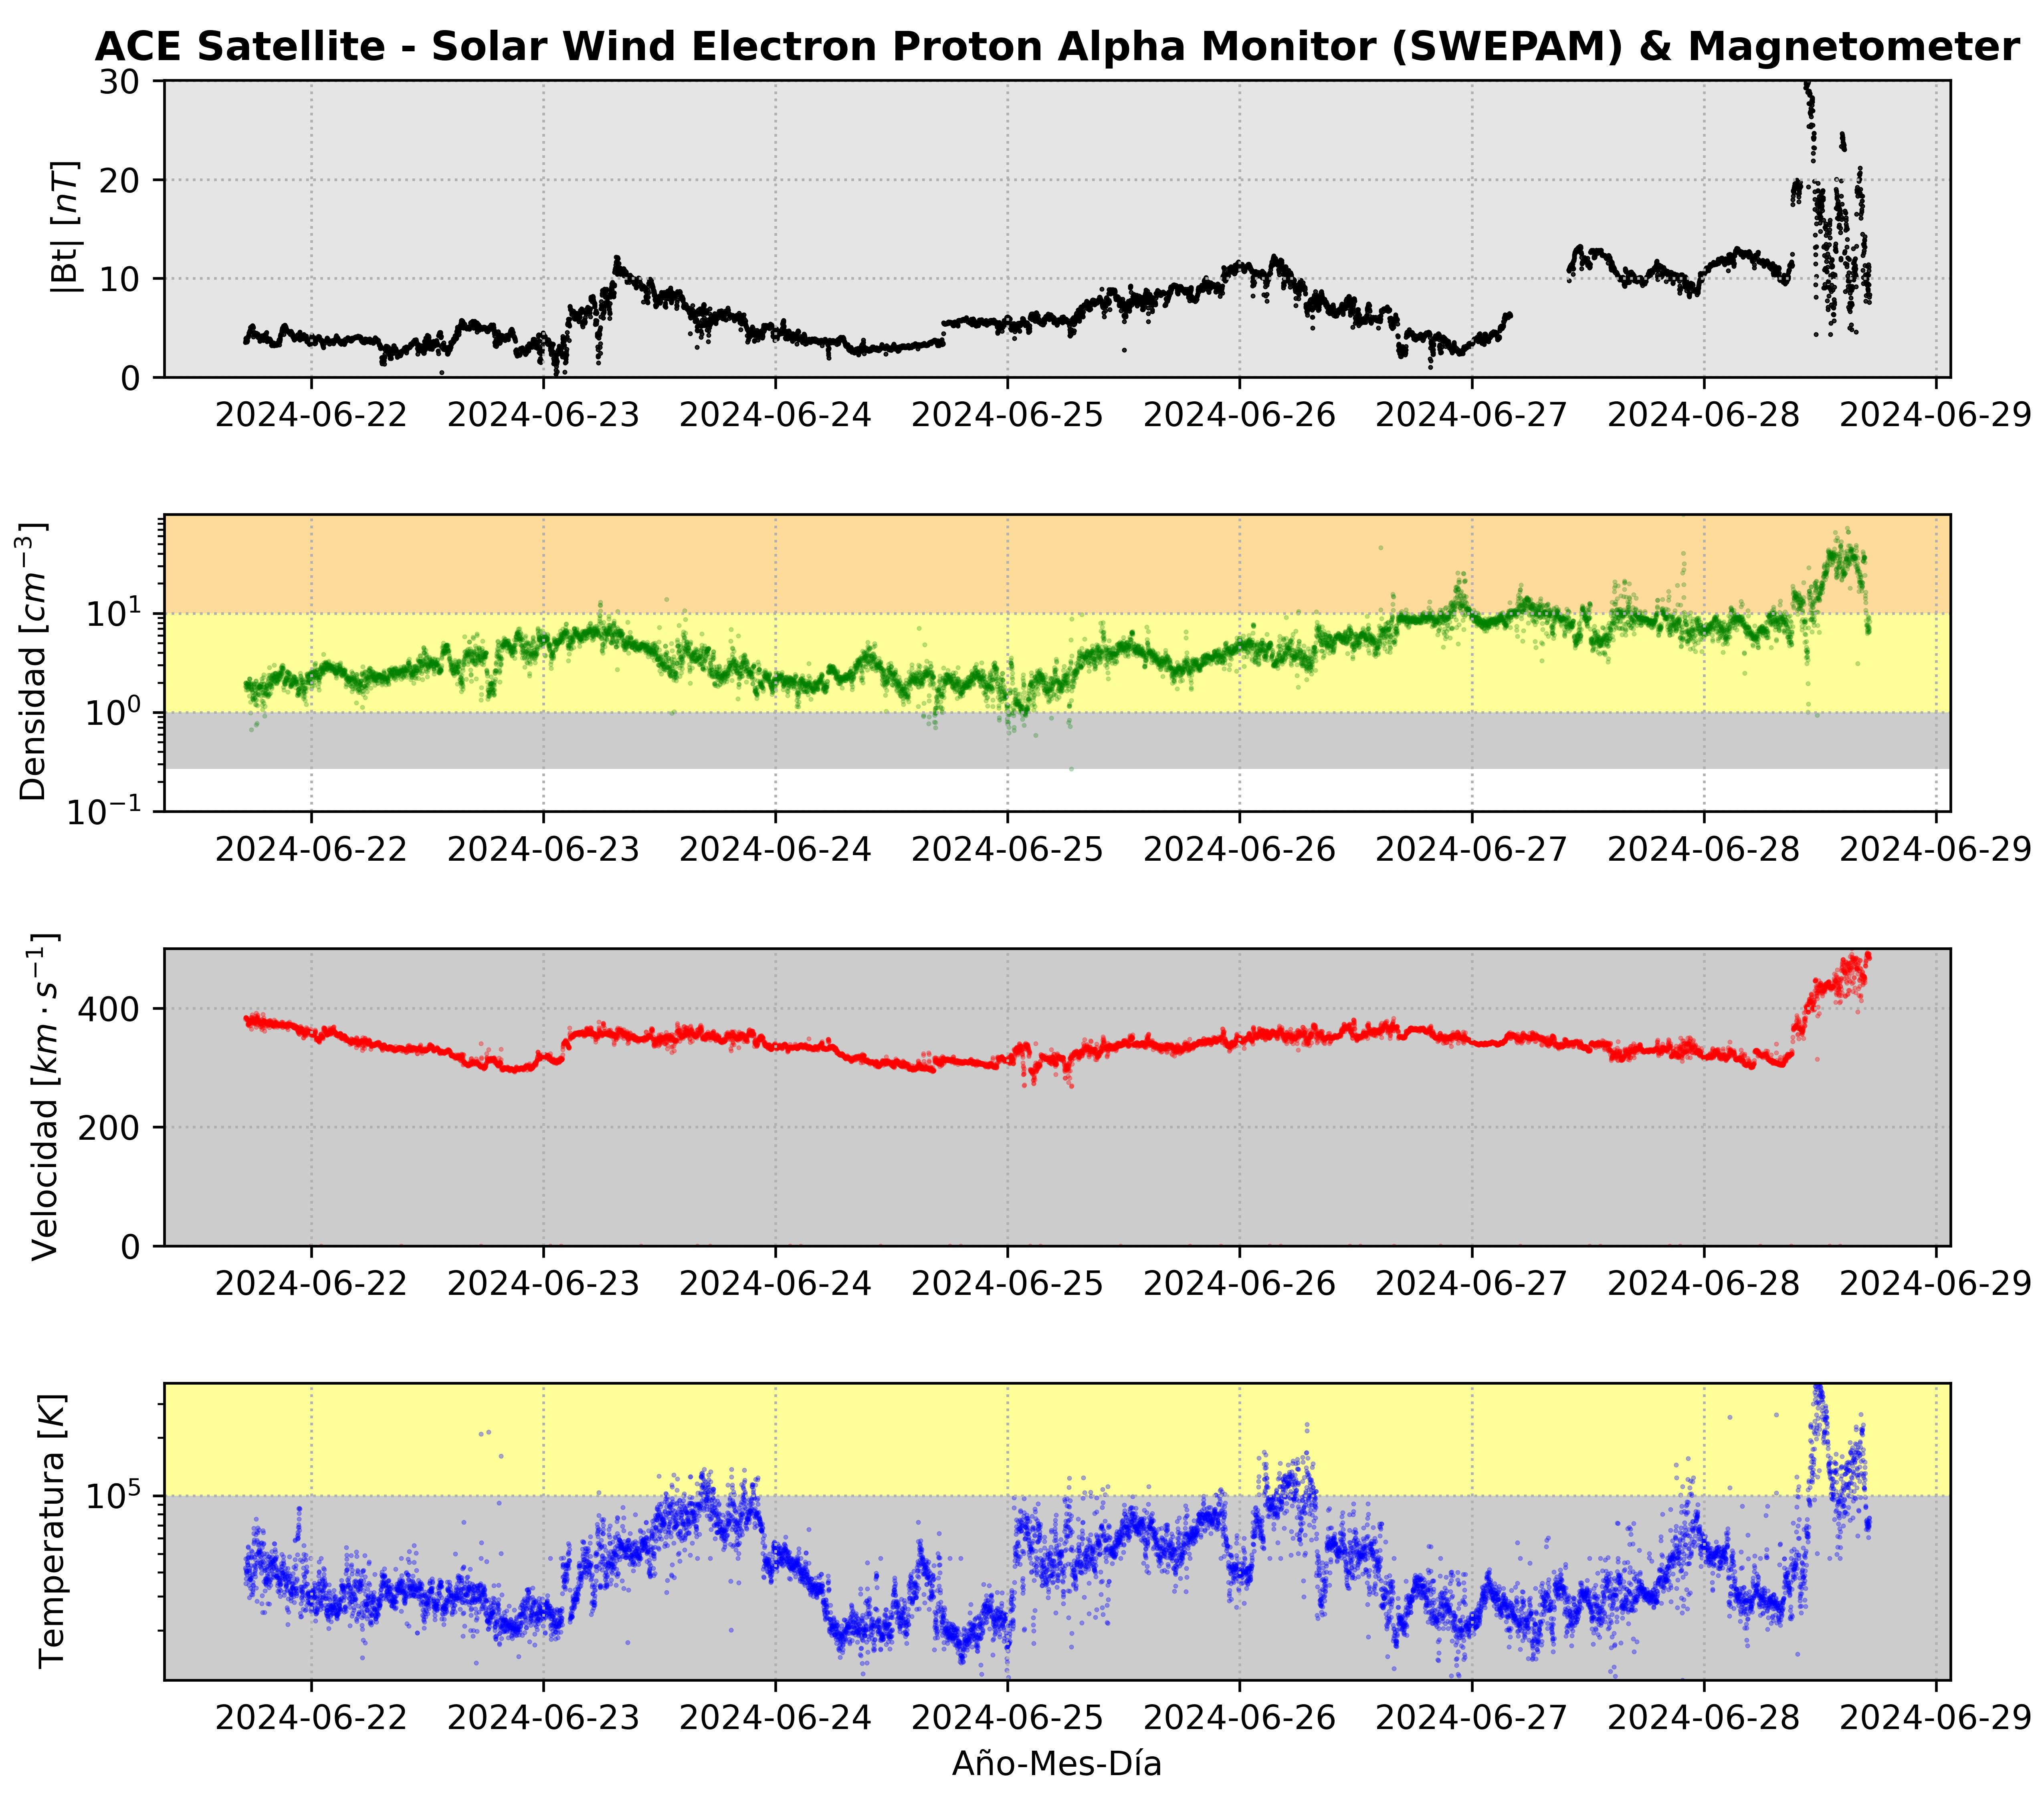 ACE Satellite - Solar Wind Electron Proton Alpha Monitor (SWEPAM) & Magnetometer
|Bt| [nT]
30
20
10
0
2024-06-22 2024-06-23 2024-06-24 2024-06-25 2024-06-26 2024-06-27 2024-06-28 2024-06-29
Densidad [cm⁻³]
10¹
10⁰
10⁻¹
2024-06-22 2024-06-23 2024-06-24 2024-06-25 2024-06-26 2024-06-27 2024-06-28 2024-06-29
Velocidad [km · s⁻¹]
400
200
0
2024-06-22 2024-06-23 2024-06-24 2024-06-25 2024-06-26 2024-06-27 2024-06-28 2024-06-29
Temperatura [K]
10⁵
2024-06-22 2024-06-23 2024-06-24 2024-06-25 2024-06-26 2024-06-27 2024-06-28 2024-06-29
Año-Mes-Día